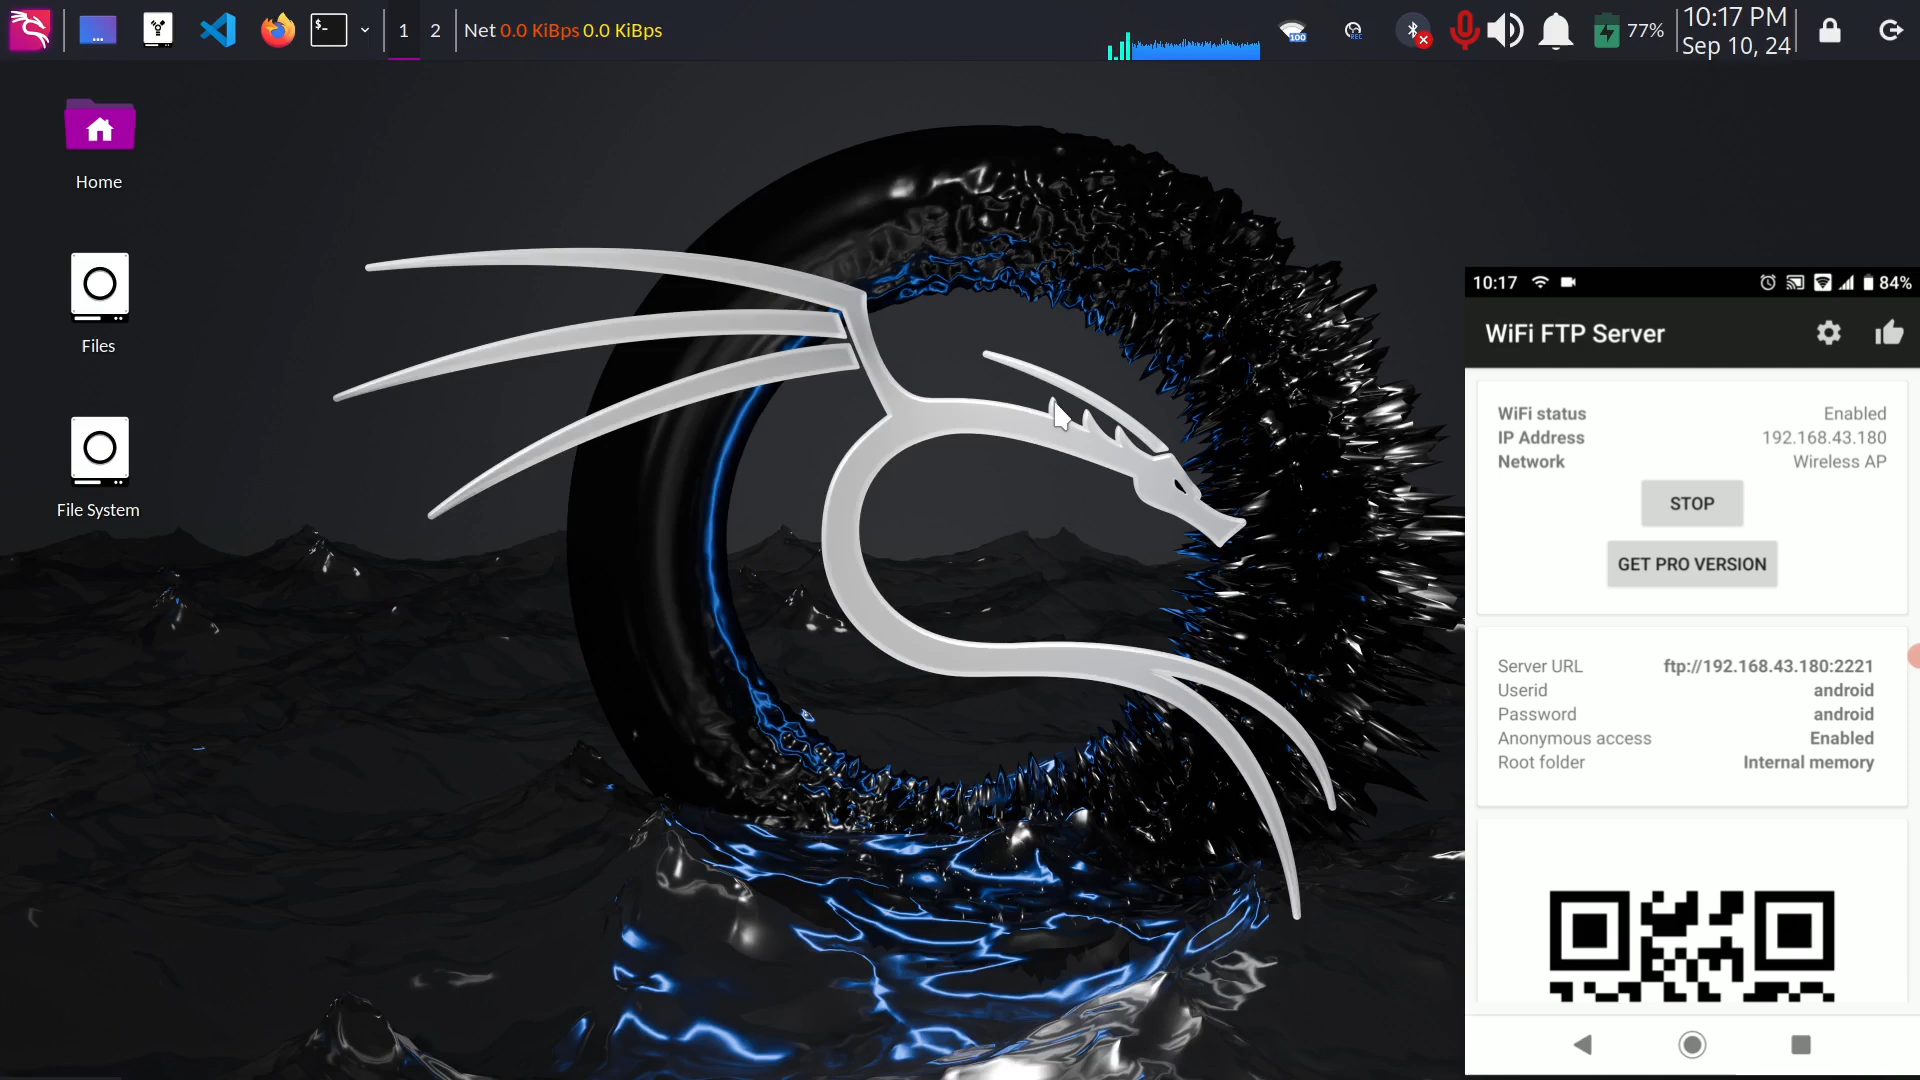 1 2 Net 0.0 KiBps 0.0 KiBps
100
REC
77%
10:17 PM
Sep 10, 24
$-
Home
Files
File System
10:17 84%
WiFi FTP Server
WiFi status Enabled
IP Address 192.168.43.180
Network Wireless AP
STOP
GET PRO VERSION
Server URL ftp://192.168.43.180:2221
Userid android
Password android
Anonymous access Enabled
Root folder Internal memory